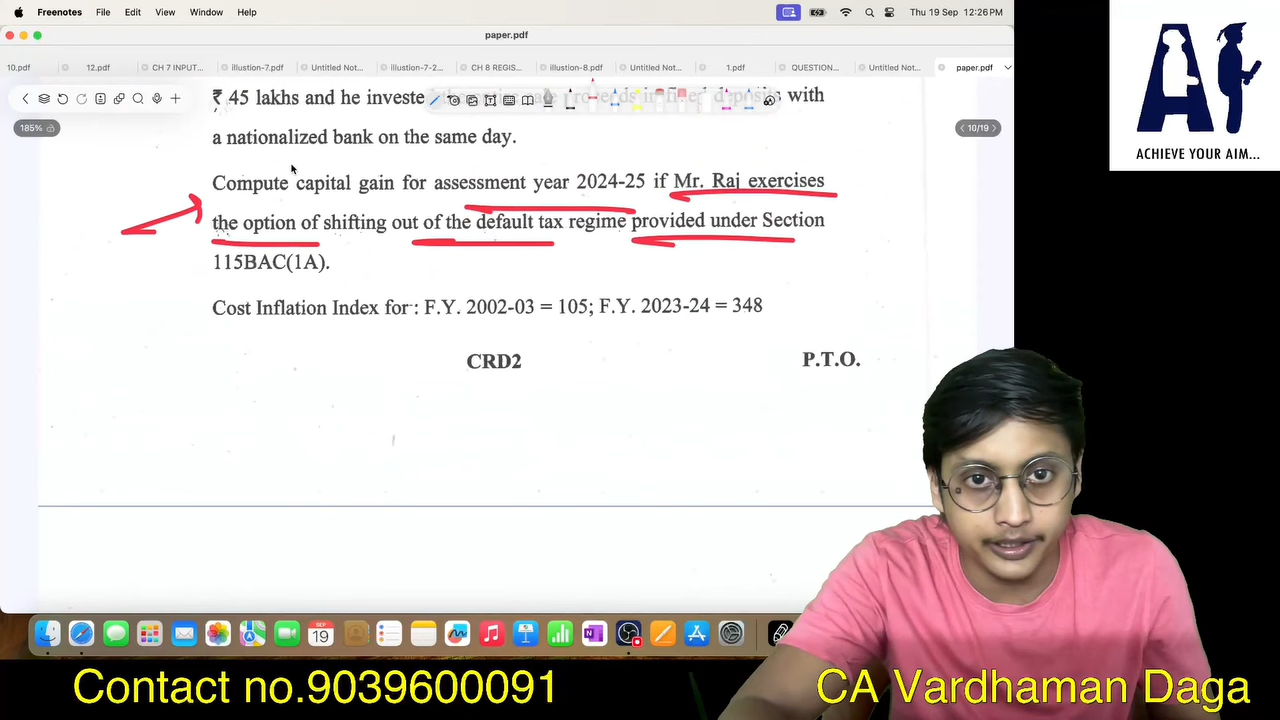 Freenotes File Edit View Window Help Thu 19 Sep 12:26 PM
paper.pdf
10.pdf 12.pdf CH 7 INPUT... illustion-7.pdf Untitled Not... illustion-7-2... CH 8 REGIS... illustion-8.pdf Untitled Not... 1.pdf QUESTION... Untitled Not... paper.pdf
₹ 45 lakhs and he investe with
185% 10/19
a nationalized bank on the same day.
Compute capital gain for assessment year 2024-25 if Mr. Raj exercises
the option of shifting out of the default tax regime provided under Section
115BAC(1A).
Cost Inflation Index for : F.Y. 2002-03 = 105; F.Y. 2023-24 = 348
CRD2 P.T.O.
SEP
19
AI
ACHIEVE YOUR AIM...
Contact no.9039600091 CA Vardhaman Daga